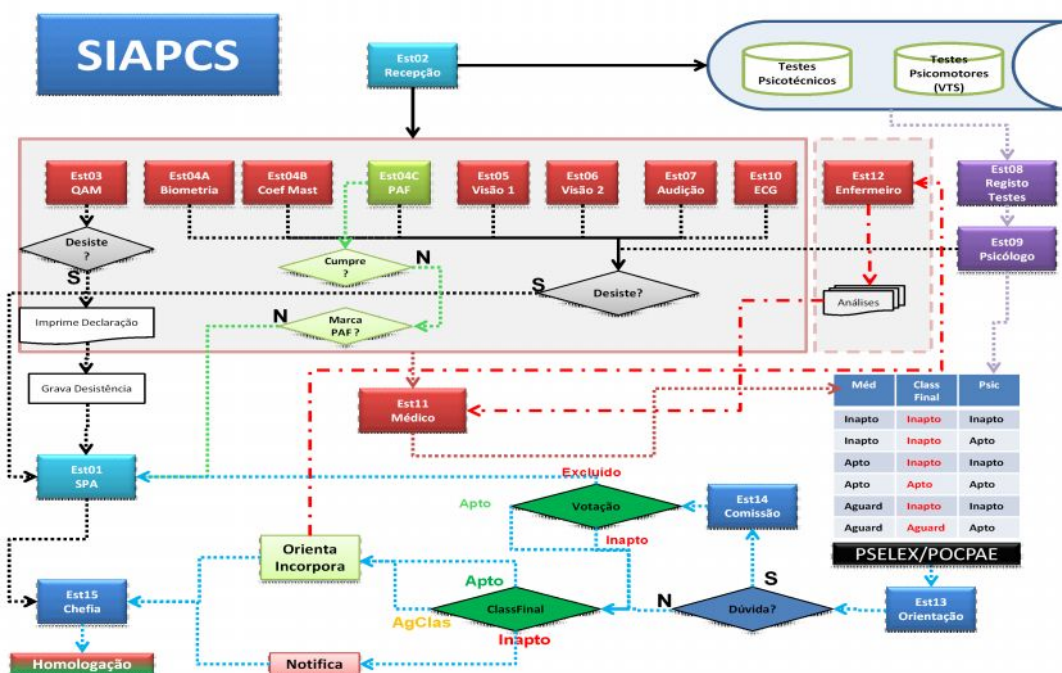 SIAPCS
Est02
Recepção
Testes
Psicotécnicos
Testes
Psicomotores
(VTS)
Est03
QAM
Est04A
Biometria
Est04B
Coef Mast
Est04C
PAF
Est05
Visão 1
Est06
Visão 2
Est07
Audição
Est10
ECG
Est12
Enfermeiro
Est08
Registo
Testes
Desiste
?
S
Cumpre
?
N
Desiste?
S
Est09
Psicólogo
Imprime Declaração
N
Marca
PAF ?
Análises
Grava Desistência
Est11
Médico
Méd Class Final Psic
Inapto Inapto Inapto
Inapto Inapto Apto
Apto Inapto Inapto
Apto Apto Apto
Aguard Inapto Inapto
Aguard Aguard Apto
PSELEX/POCPAE
Est01
SPA
Excluído
Apto
Votação
Inapto
Est14
Comissão
Orienta
Incorpora
Apto
ClassFinal
AgClas
Inapto
N
S
Dúvida?
Est13
Orientação
Est15
Chefia
Homologação
Notifica